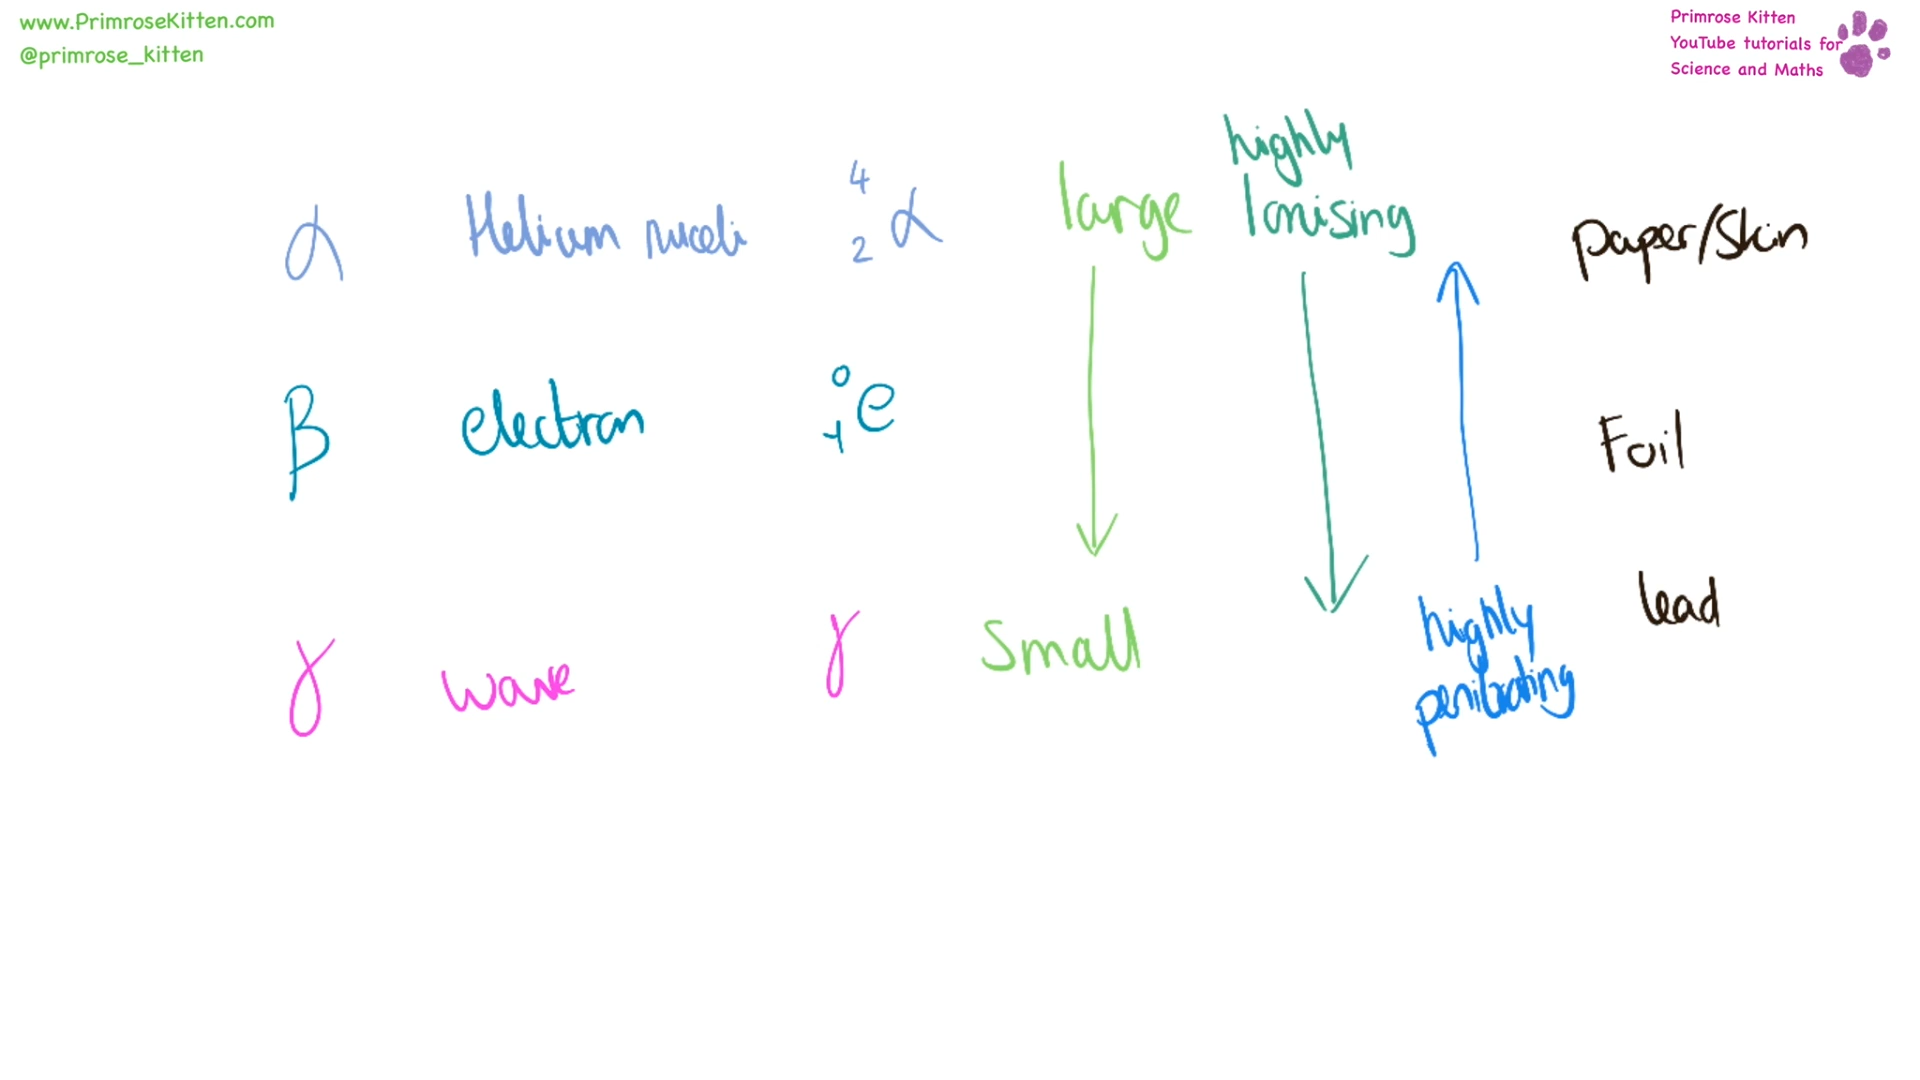 www.PrimroseKitten.com
@primrose_kitten
Primrose Kitten
YouTube tutorials for
Science and Maths
α Helium nuceli 4 2 α large highly Ionising paper/Skin
β electron 0 -1 e Foil
γ wave γ Small highly penitrating lead